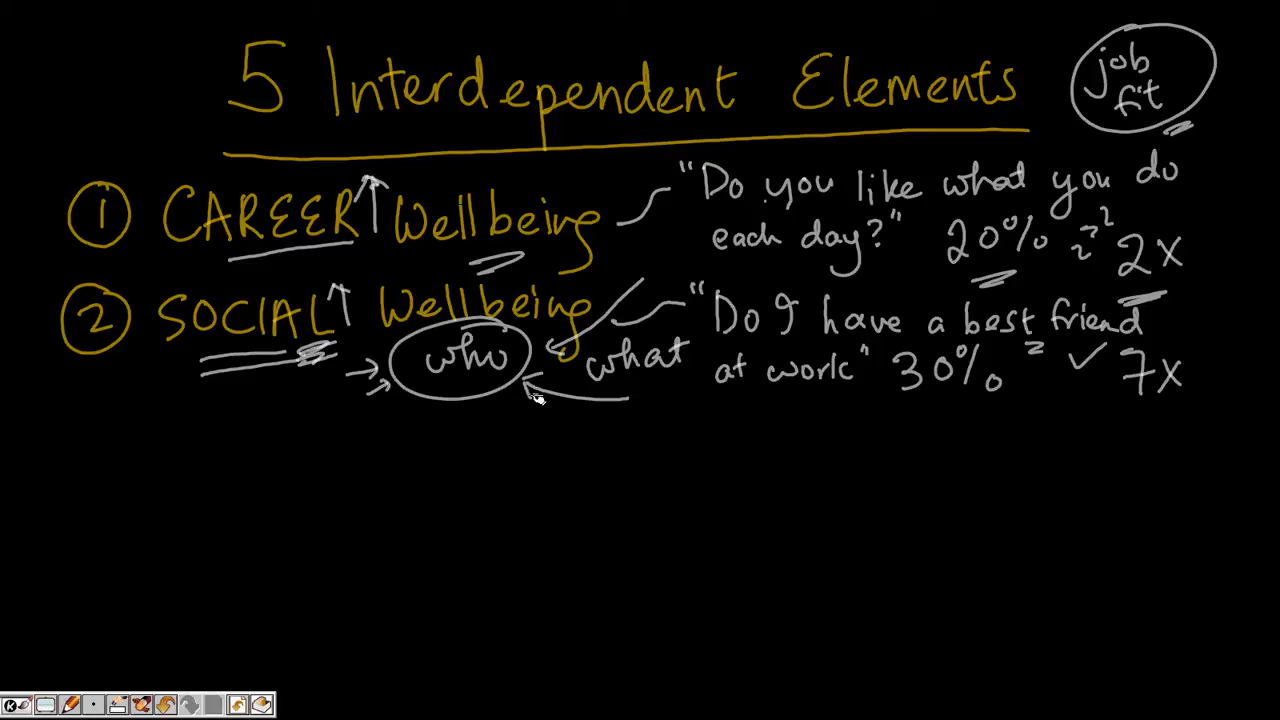 5 Interdependent Elements
job
fit
① CAREER↑ Wellbeing
"Do you like what you do
each day?" 20% 2x
② SOCIAL↑ Wellbeing
"Do I have a best friend
at work" 30% ✓ 7x
who what